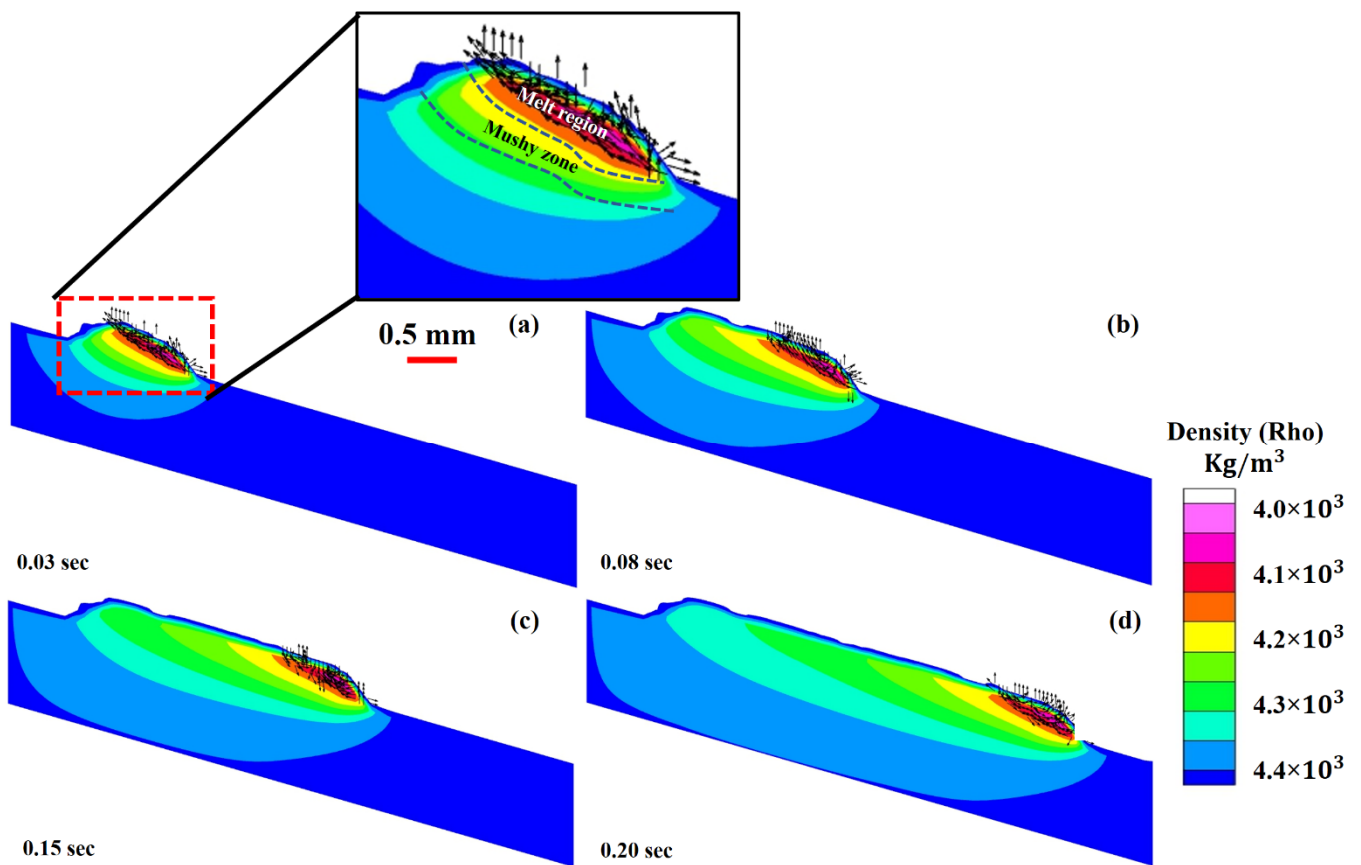 Melt region
Mushy zone
0.5 mm
(a)
(b)
0.03 sec
0.08 sec
Density (Rho)
Kg/m³
4.0×10³
4.1×10³
4.2×10³
4.3×10³
4.4×10³
(c)
(d)
0.15 sec
0.20 sec